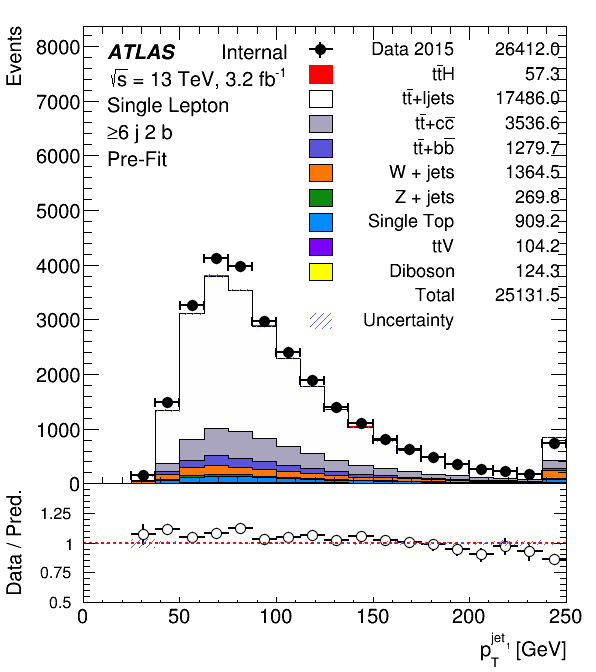 Events
8000
7000
6000
5000
4000
3000
2000
1000
0
ATLAS Internal
√s = 13 TeV, 3.2 fb⁻¹
Single Lepton
≥6 j 2 b
Pre-Fit
Data 2015 26412.0
tt̄H 57.3
tt̄+ljets 17486.0
tt̄+cc̄ 3536.6
tt̄+bb̄ 1279.7
W + jets 1364.5
Z + jets 269.8
Single Top 909.2
ttV 104.2
Diboson 124.3
Total 25131.5
Uncertainty
Data / Pred.
1.25
1
0.75
0.5
0 50 100 150 200 250
p_T^jet₁ [GeV]